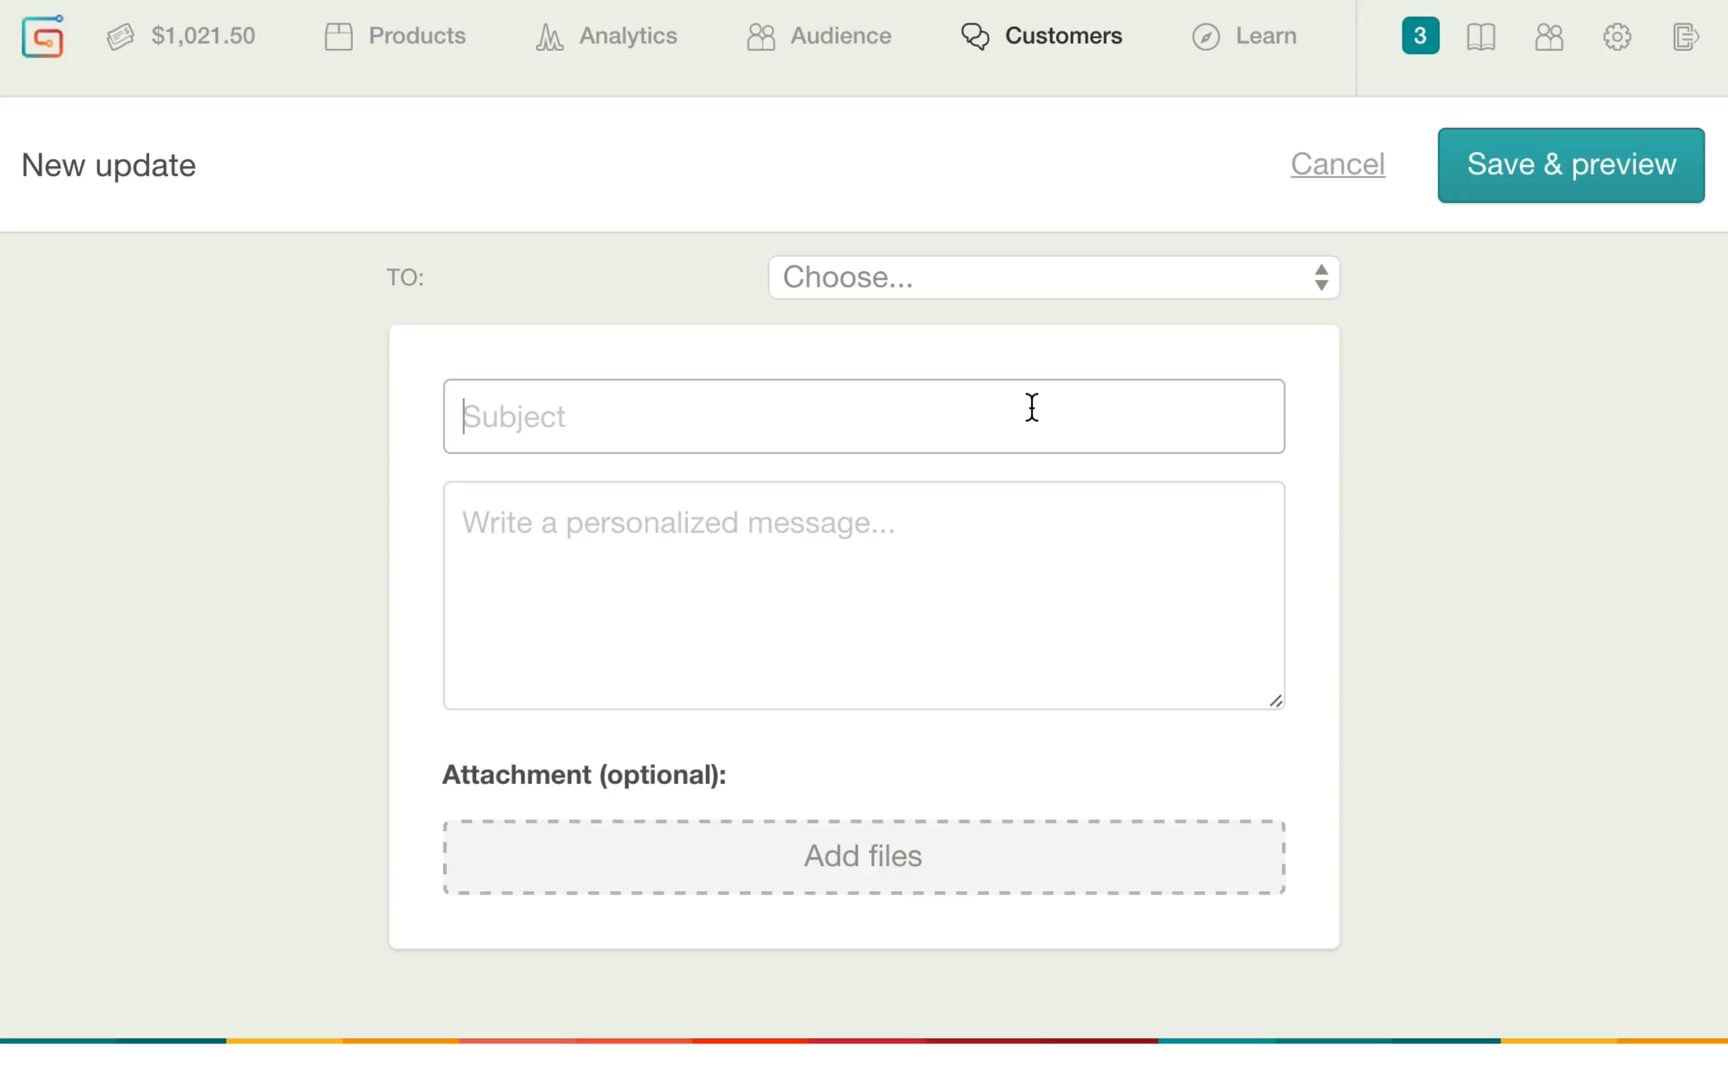 $1,021.50 Products Analytics Audience Customers Learn 3
New update Cancel Save & preview
TO: Choose...
Subject
Write a personalized message...
Attachment (optional):
Add files